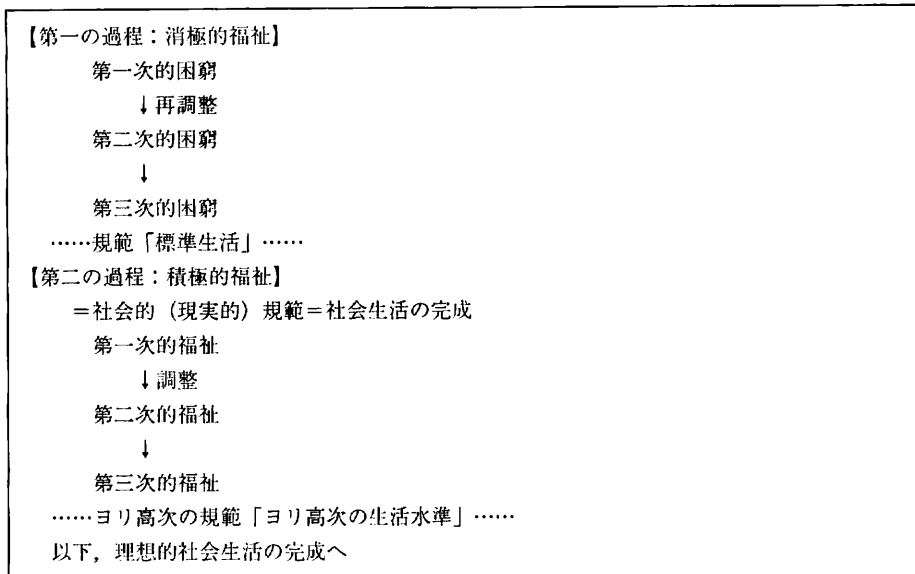 【第一の過程：消極的福祉】
第一次的困窮
↓再調整
第二次的困窮
↓
第三次的困窮
……規範「標準生活」……
【第二の過程：積極的福祉】
＝社会的（現実的）規範＝社会生活の完成
第一次的福祉
↓調整
第二次的福祉
↓
第三次的福祉
……ヨリ高次の規範「ヨリ高次の生活水準」……
以下，理想的社会生活の完成へ